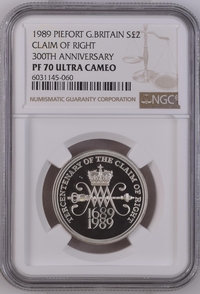 1989 PIEFORT G.BRITAIN S£2
CLAIM OF RIGHT
300TH ANNIVERSARY
PF 70 ULTRA CAMEO
6031145-060
NUMISMATIC GUARANTY CORPORATION
NGC
TERCENTENARY OF THE CLAIM OF RIGHT
1689
1989